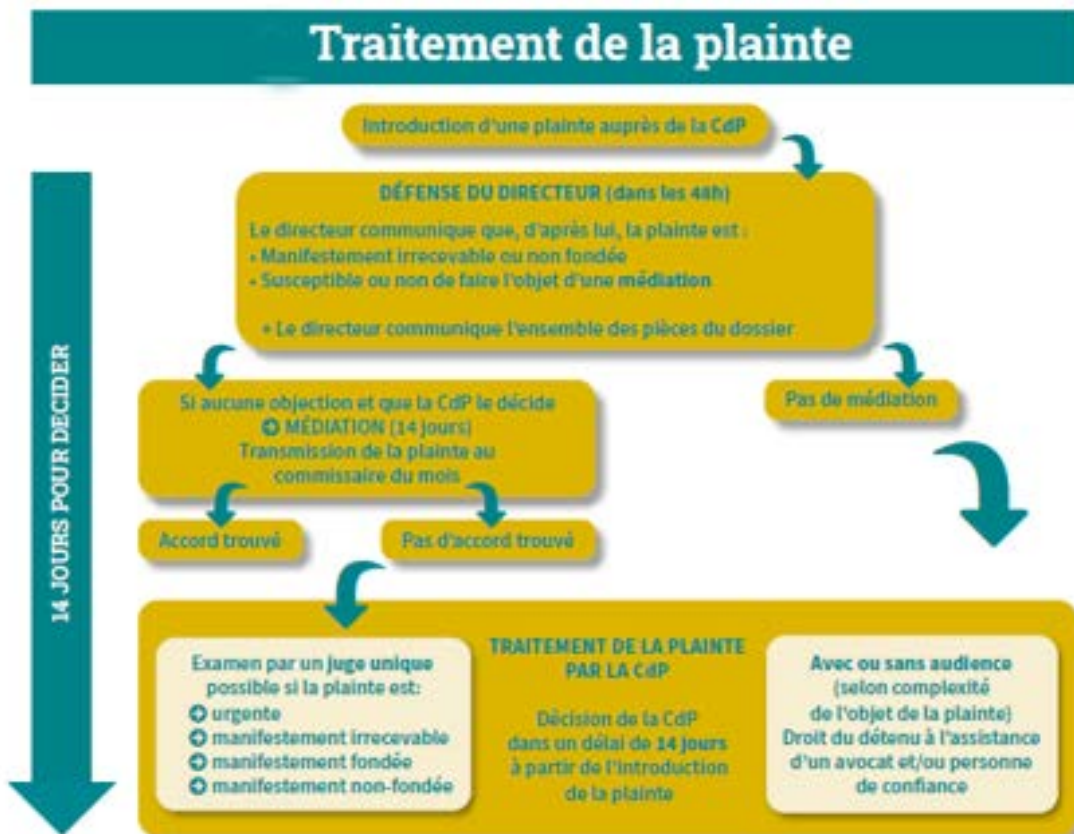 Traitement de la plainte
Introduction d'une plainte auprès de la CdP
14 JOURS POUR DECIDER
DÉFENSE DU DIRECTEUR (dans les 48h)
Le directeur communique que, d'après lui, la plainte est :
• Manifestement irrecevable ou non fondée
• Susceptible ou non de faire l'objet d'une médiation
+ Le directeur communique l'ensemble des pièces du dossier
Si aucune objection et que la CdP le décide
➔ MÉDIATION (14 jours)
Transmission de la plainte au
commissaire du mois
Pas de médiation
Accord trouvé
Pas d'accord trouvé
Examen par un juge unique
possible si la plainte est:
➔ urgente
➔ manifestement irrecevable
➔ manifestement fondée
➔ manifestement non-fondée
TRAITEMENT DE LA PLAINTE
PAR LA CdP
Décision de la CdP
dans un délai de 14 jours
à partir de l'introduction
de la plainte
Avec ou sans audience
(selon complexité
de l'objet de la plainte)
Droit du détenu à l'assistance
d'un avocat et/ou personne
de confiance